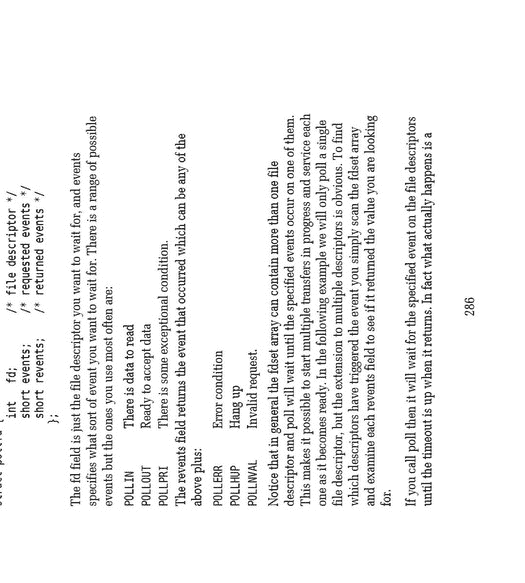 int fd; /* file descriptor */
short events; /* requested events */
short revents; /* returned events */
};
The fd field is just the file descriptor you want to wait for, and events
specifies what sort of event you want to wait for. There is a range of possible
events but the ones you use most often are:
POLLIN There is data to read
POLLOUT Ready to accept data
POLLPRI There is some exceptional condition.
The revents field returns the event that occurred which can be any of the
above plus:
POLLERR Error condition
POLLHUP Hang up
POLLNVAL Invalid request.
Notice that in general the fdset array can contain more than one file
descriptor and poll will wait until the specified events occur on one of them.
This makes it possible to start multiple transfers in progress and service each
one as it becomes ready. In the following example we will only poll a single
file descriptor, but the extension to multiple descriptors is obvious. To find
which descriptors have triggered the event you simply scan the fdset array
and examine each revents field to see if it returned the value you are looking
for.
If you call poll then it will wait for the specified event on the file descriptors
until the timeout is up when it returns. In fact what actually happens is a
286